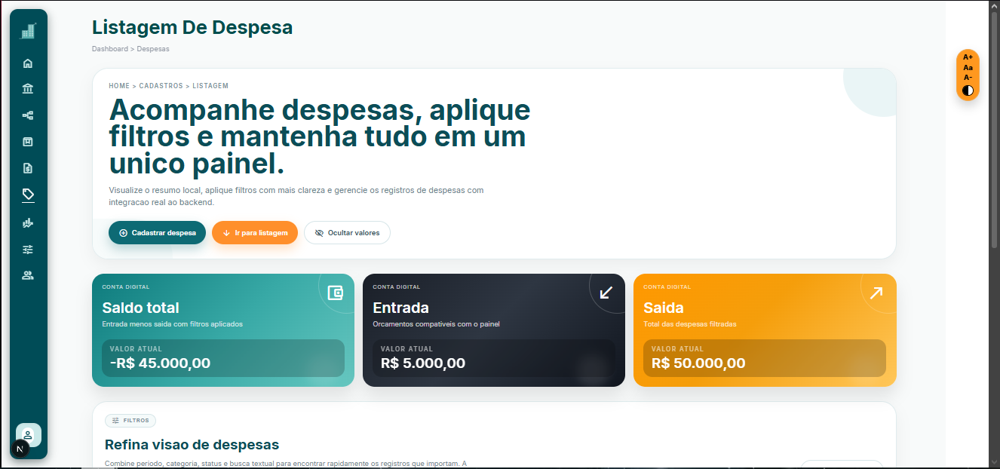 Listagem De Despesa
Dashboard > Despesas
HOME > CADASTROS > LISTAGEM
Acompanhe despesas, aplique
filtros e mantenha tudo em um
unico painel.
Visualize o resumo local, aplique filtros com mais clareza e gerencie os registros de despesas com
integracao real ao backend.
Cadastrar despesa
Ir para listagem
Ocultar valores
A+
Aa
A-
CONTA DIGITAL
Saldo total
Entrada menos saida com filtros aplicados
VALOR ATUAL
-R$ 45.000,00
CONTA DIGITAL
Entrada
Orcamentos compativeis com o painel
VALOR ATUAL
R$ 5.000,00
CONTA DIGITAL
Saida
Total das despesas filtradas
VALOR ATUAL
R$ 50.000,00
FILTROS
Refina visao de despesas
Combine periodo, categoria, status e busca textual para encontrar rapidamente os registros que importam. A
N